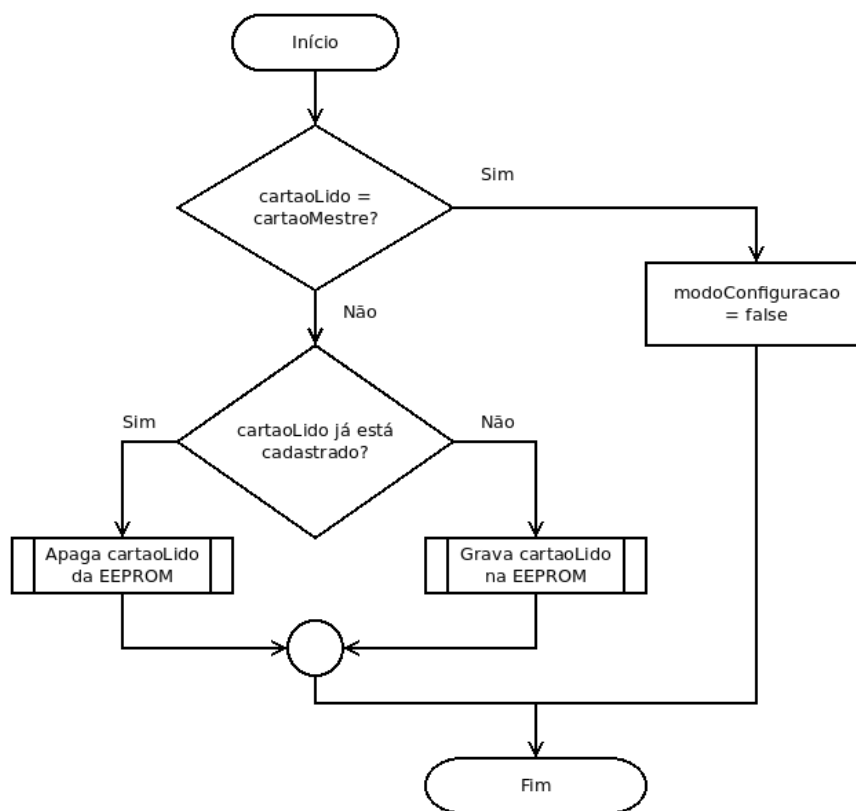 Início
cartaoLido =
cartaoMestre?
Sim
modoConfiguracao
= false
Não
cartaoLido já está
cadastrado?
Sim
Não
Apaga cartaoLido
da EEPROM
Grava cartaoLido
na EEPROM
Fim